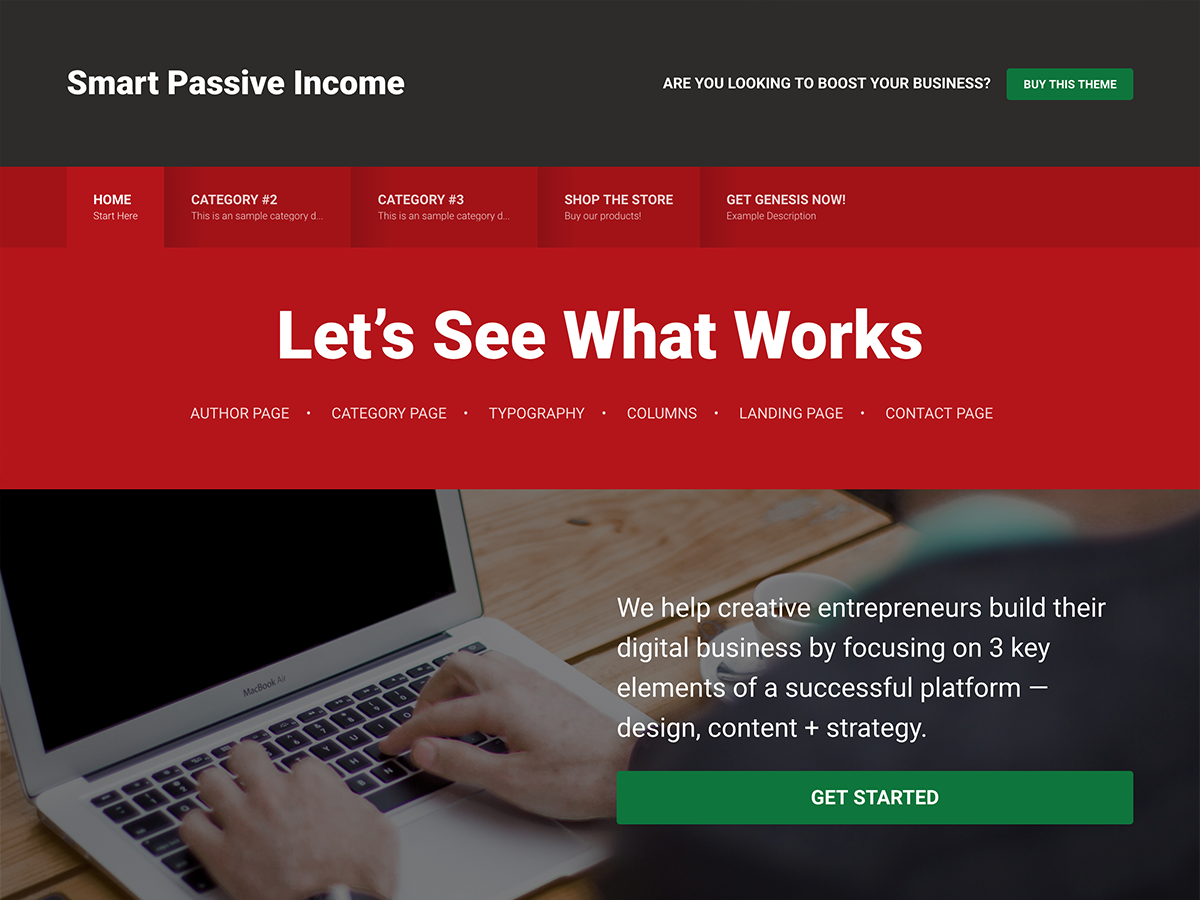 Smart Passive Income
ARE YOU LOOKING TO BOOST YOUR BUSINESS?
BUY THIS THEME
HOME
Start Here
CATEGORY #2
This is an sample category d...
CATEGORY #3
This is an sample category d...
SHOP THE STORE
Buy our products!
GET GENESIS NOW!
Example Description
Let’s See What Works
AUTHOR PAGE • CATEGORY PAGE • TYPOGRAPHY • COLUMNS • LANDING PAGE • CONTACT PAGE
MacBook Air
We help creative entrepreneurs build their
digital business by focusing on 3 key
elements of a successful platform —
design, content + strategy.
GET STARTED